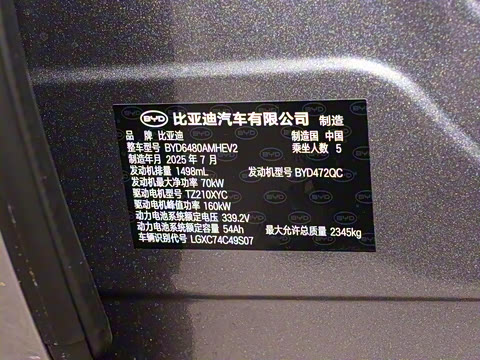 BYD 比亚迪汽车有限公司 制造
品 牌 比亚迪 制造国 中国
整车型号 BYD6480AMHEV2 乘坐人数 5
制造年月 2025 年 7 月
发动机排量 1498mL 发动机型号 BYD472QC
发动机最大净功率 70kW
驱动电机型号 TZ210XYC
驱动电机峰值功率 160kW
动力电池系统额定电压 339.2V
动力电池系统额定容量 54Ah 最大允许总质量 2345kg
车辆识别代号 LGXC74C49S07